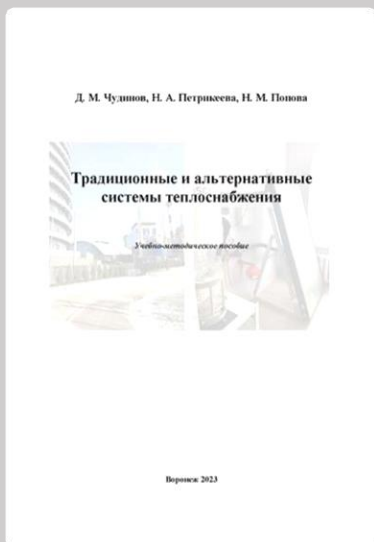 Д. М. Чудинов, Н. А. Петрикеева, Н. М. Попова
Традиционные и альтернативные
системы теплоснабжения
Учебно-методическое пособие
Воронеж 2023